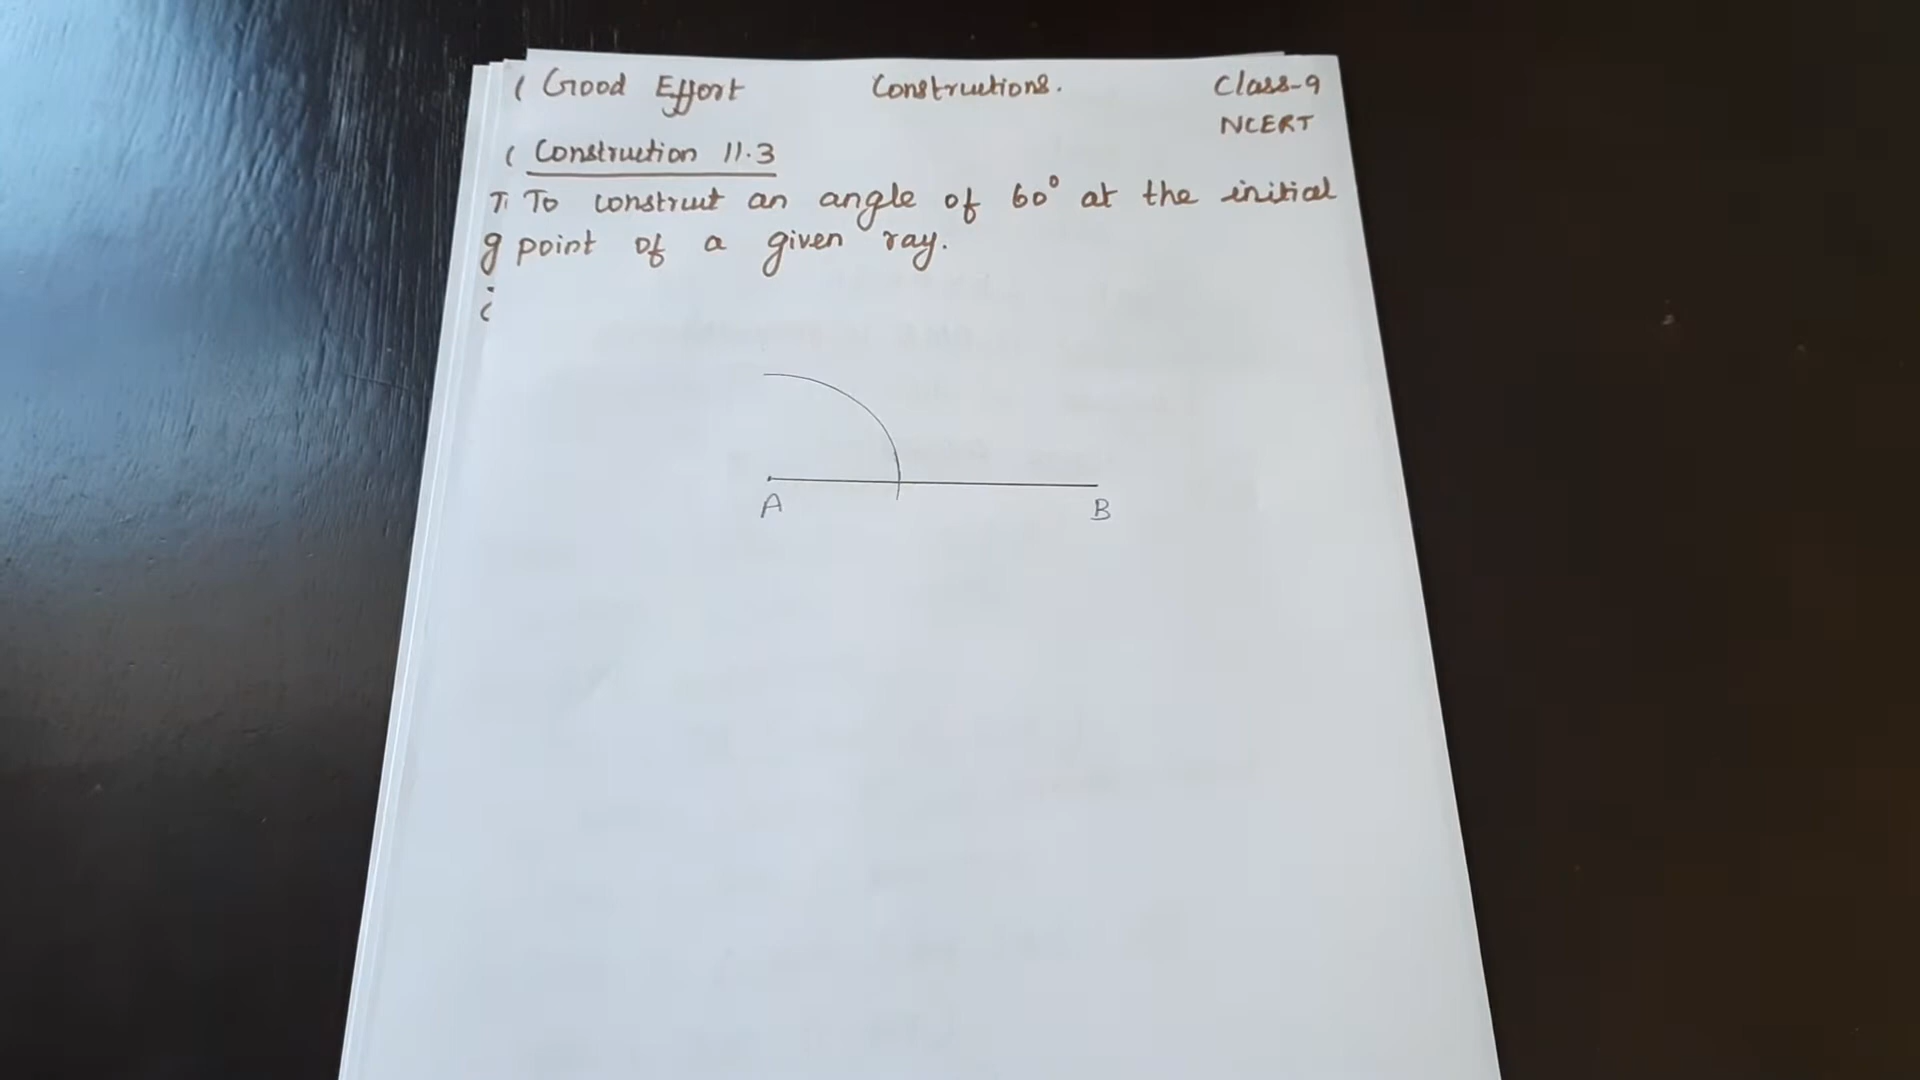 Good Effort Constructions. Class-9
NCERT
Construction 11.3
To construct an angle of 60° at the initial
point of a given ray.
A B